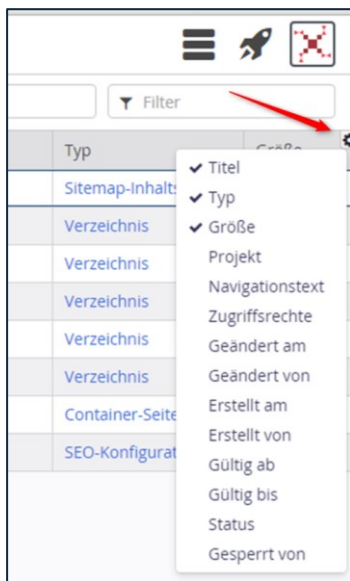 Filter
Typ
Größe
Sitemap-Inhalts
Verzeichnis
Verzeichnis
Verzeichnis
Verzeichnis
Verzeichnis
Container-Seite
SEO-Konfigurat
Titel
Typ
Größe
Projekt
Navigationstext
Zugriffsrechte
Geändert am
Geändert von
Erstellt am
Erstellt von
Gültig ab
Gültig bis
Status
Gesperrt von